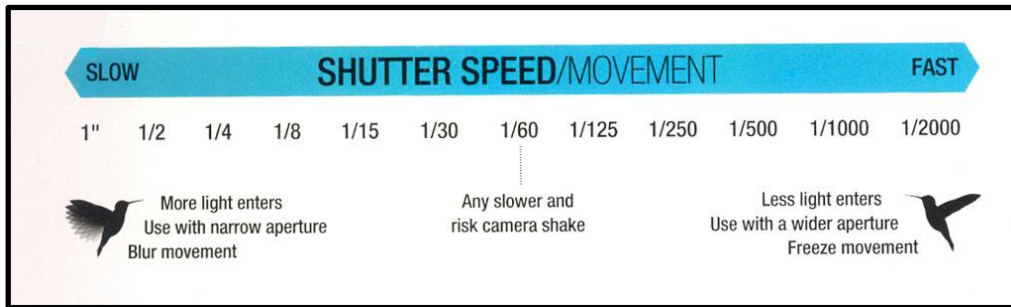 SLOW SHUTTER SPEED/MOVEMENT FAST
1" 1/2 1/4 1/8 1/15 1/30 1/60 1/125 1/250 1/500 1/1000 1/2000
More light enters
Use with narrow aperture
Blur movement
Any slower and
risk camera shake
Less light enters
Use with a wider aperture
Freeze movement